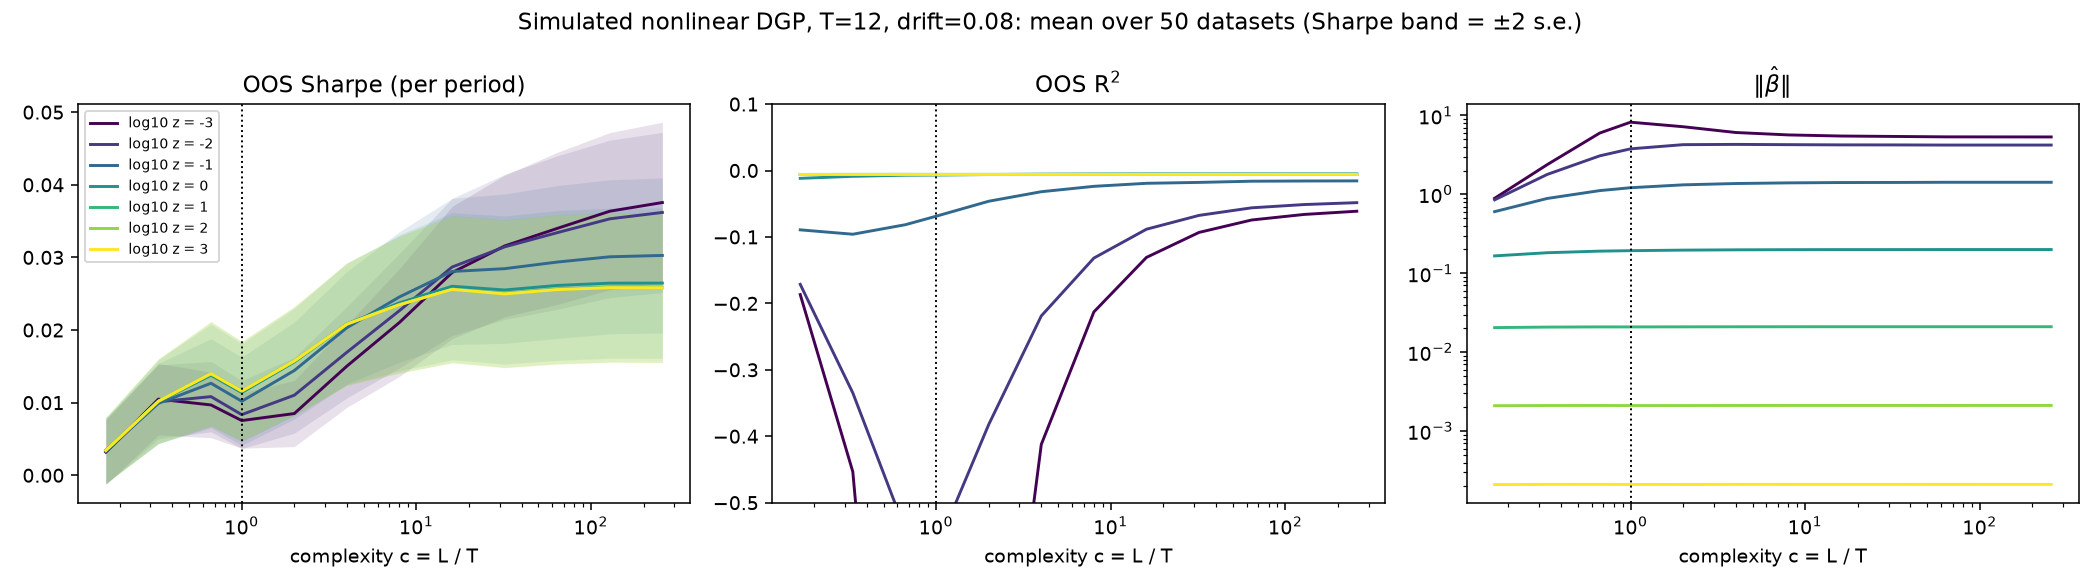 Simulated nonlinear DGP, T=12, drift=0.08: mean over 50 datasets (Sharpe band = ±2 s.e.)
OOS Sharpe (per period)
0.05
0.04
0.03
0.02
0.01
0.00
log10 z = -3
log10 z = -2
log10 z = -1
log10 z = 0
log10 z = 1
log10 z = 2
log10 z = 3
10⁰
10¹
10²
complexity c = L / T
OOS R²
0.1
0.0
−0.1
−0.2
−0.3
−0.4
−0.5
10⁰
10¹
10²
complexity c = L / T
‖β̂‖
10¹
10⁰
10⁻¹
10⁻²
10⁻³
10⁰
10¹
10²
complexity c = L / T